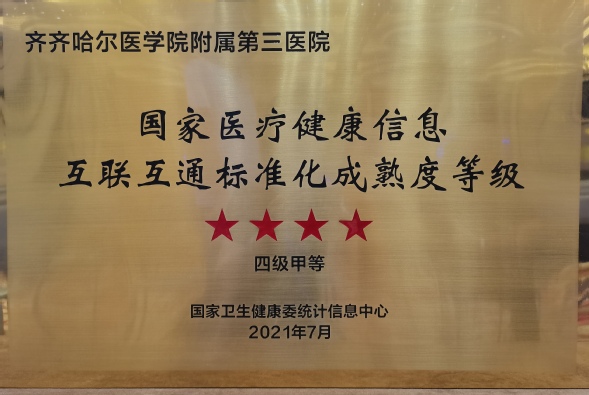 齐齐哈尔医学院附属第三医院
国家医疗健康信息
互联互通标准化成熟度等级
四级甲等
国家卫生健康委统计信息中心
2021年7月